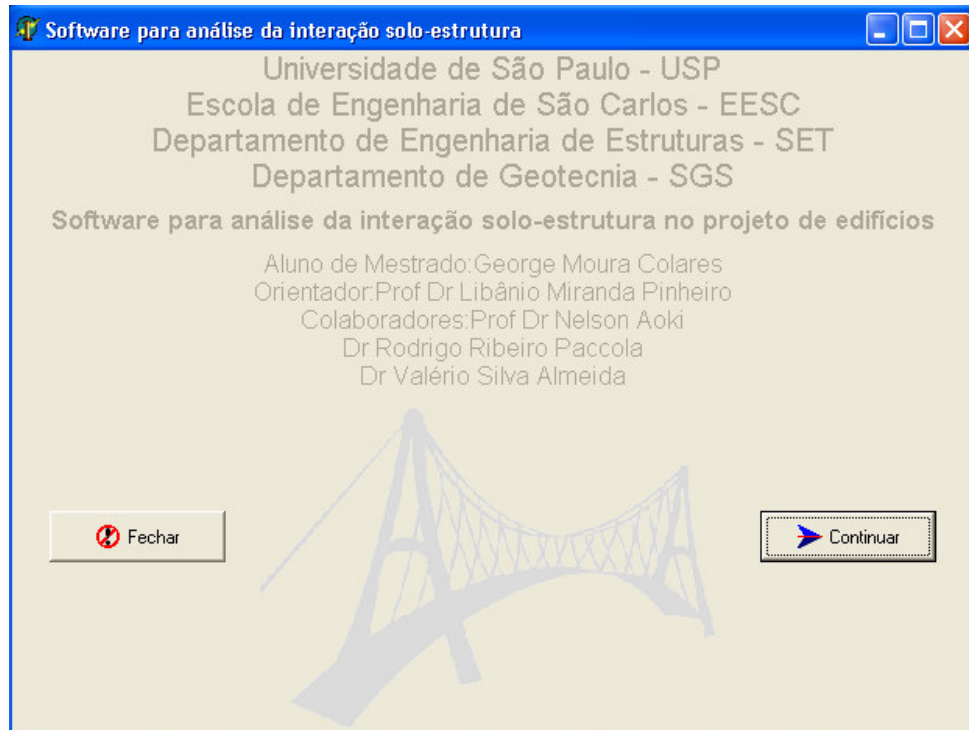 Software para análise da interação solo-estrutura
Universidade de São Paulo - USP
Escola de Engenharia de São Carlos - EESC
Departamento de Engenharia de Estruturas - SET
Departamento de Geotecnia - SGS
Software para análise da interação solo-estrutura no projeto de edifícios
Aluno de Mestrado:George Moura Colares
Orientador:Prof Dr Libânio Miranda Pinheiro
Colaboradores:Prof Dr Nelson Aoki
Dr Rodrigo Ribeiro Paccola
Dr Valério Silva Almeida
Fechar
Continuar